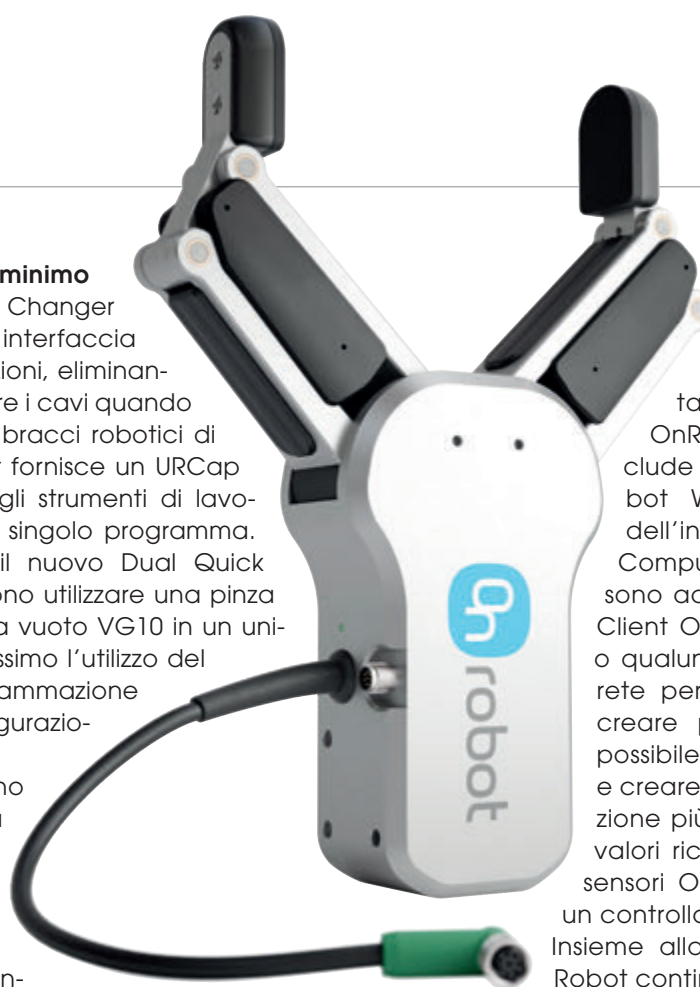 minimo
Changer
interfaccia
ioni, eliminan-
re i cavi quando
bracci robotici di
fornisce un URCap
gli strumenti di lavo-
singolo programma.
il nuovo Dual Quick
ono utilizzare una pinza
a vuoto VG10 in un uni-
ssimo l'utilizzo del
ammazione
gurazio-
no
n-
On robot
ta
OnR
clude
bot W
dell'in
Compu
sono ac
Client O
o qualun
rete per
creare p
possibile
e creare
zione più
valori ric
sensori O
un controllo
Insieme allo
Robot contin